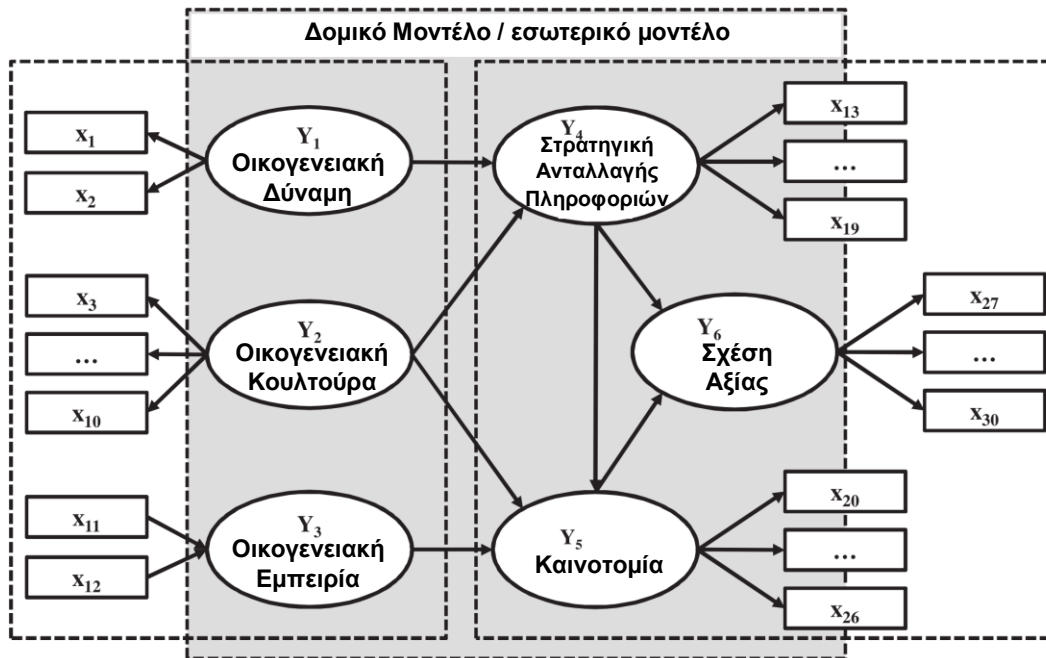 Δομικό Μοντέλο / εσωτερικό μοντέλο
x1
x2
Y1
Οικογενειακή
Δύναμη
Y4
Στρατηγική
Ανταλλαγής
Πληροφοριών
x13
...
x19
x3
...
x10
Y2
Οικογενειακή
Κουλτούρα
Y6
Σχέση
Αξίας
x27
...
x30
x11
x12
Y3
Οικογενειακή
Εμπειρία
Y5
Καινοτομία
x20
...
x26